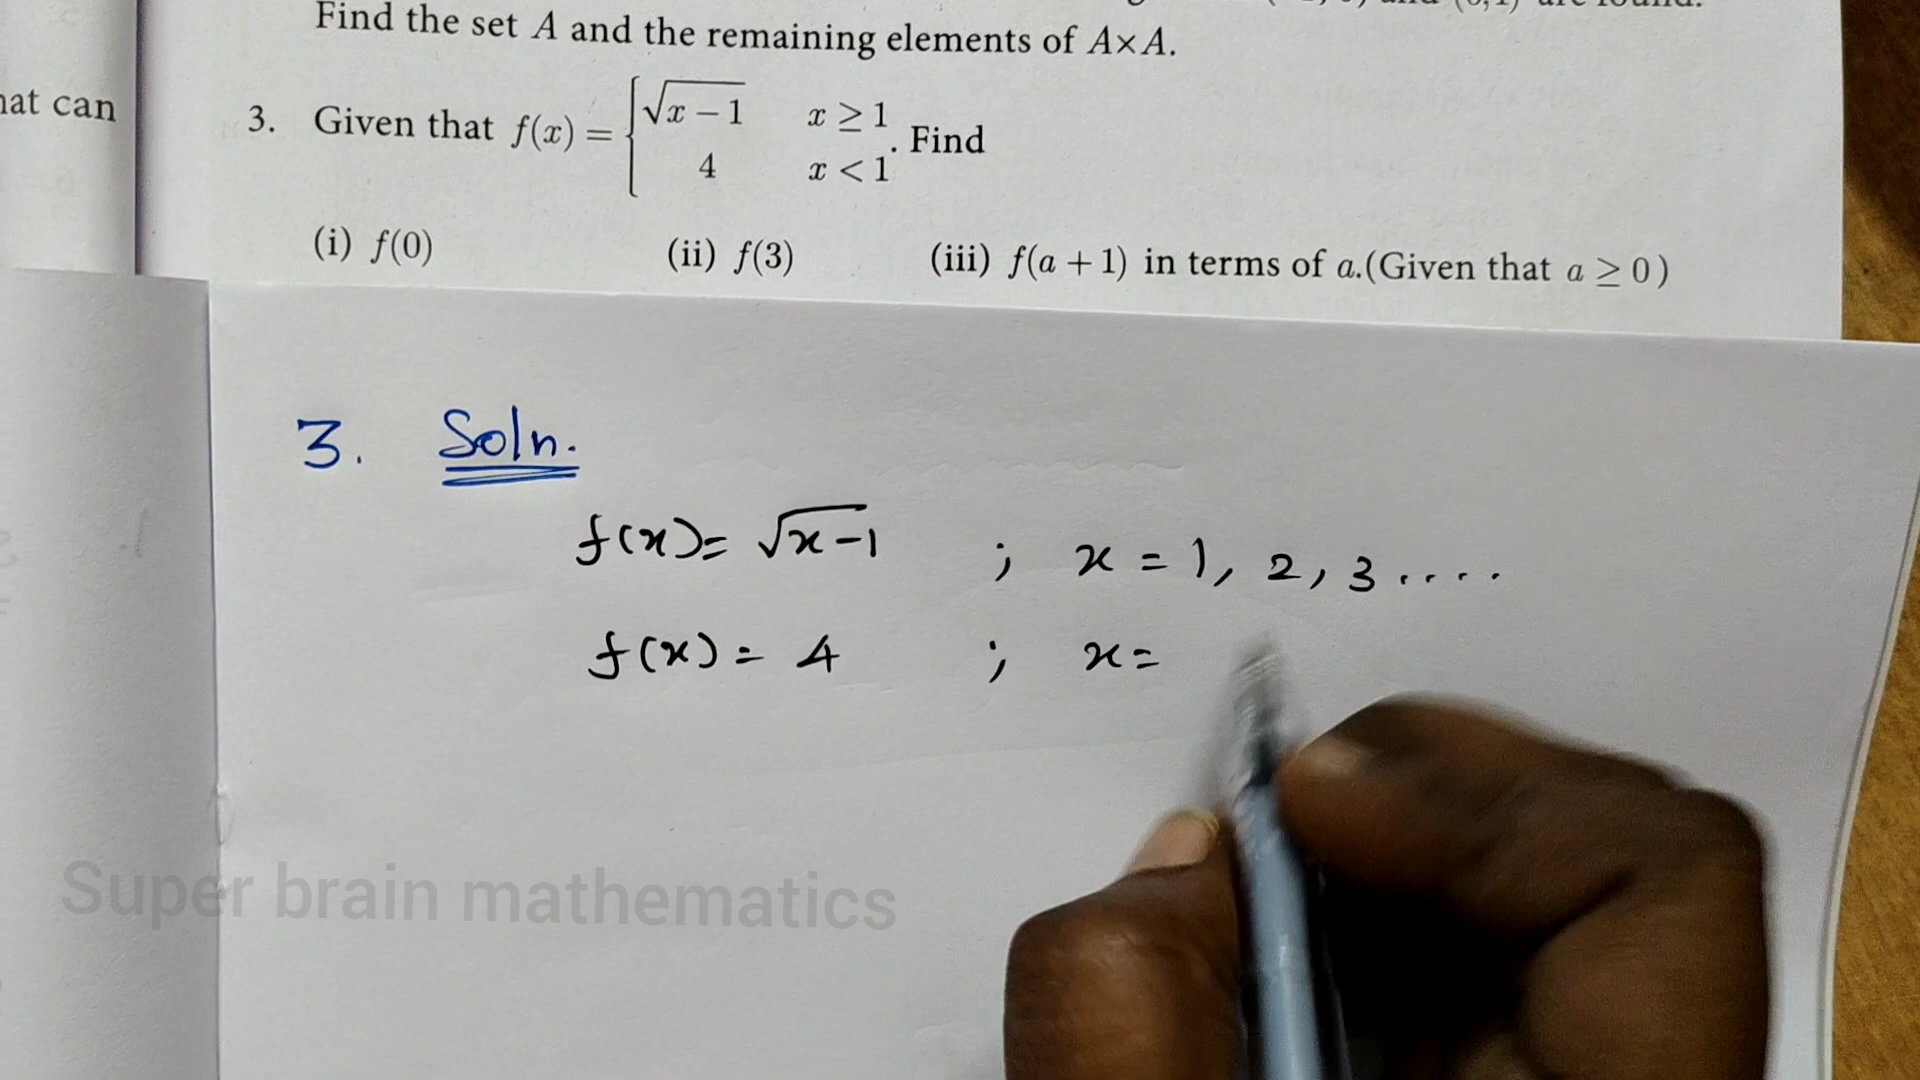 Find the set A and the remaining elements of A×A.
hat can
3. Given that f(x) = { √(x − 1) x ≥ 1
4 x < 1 . Find
(i) f(0) (ii) f(3) (iii) f(a + 1) in terms of a.(Given that a ≥ 0)
3. Soln.
f(x) = √(x-1) ; x = 1, 2, 3 ....
f(x) = 4 ; x =
Super brain mathematics